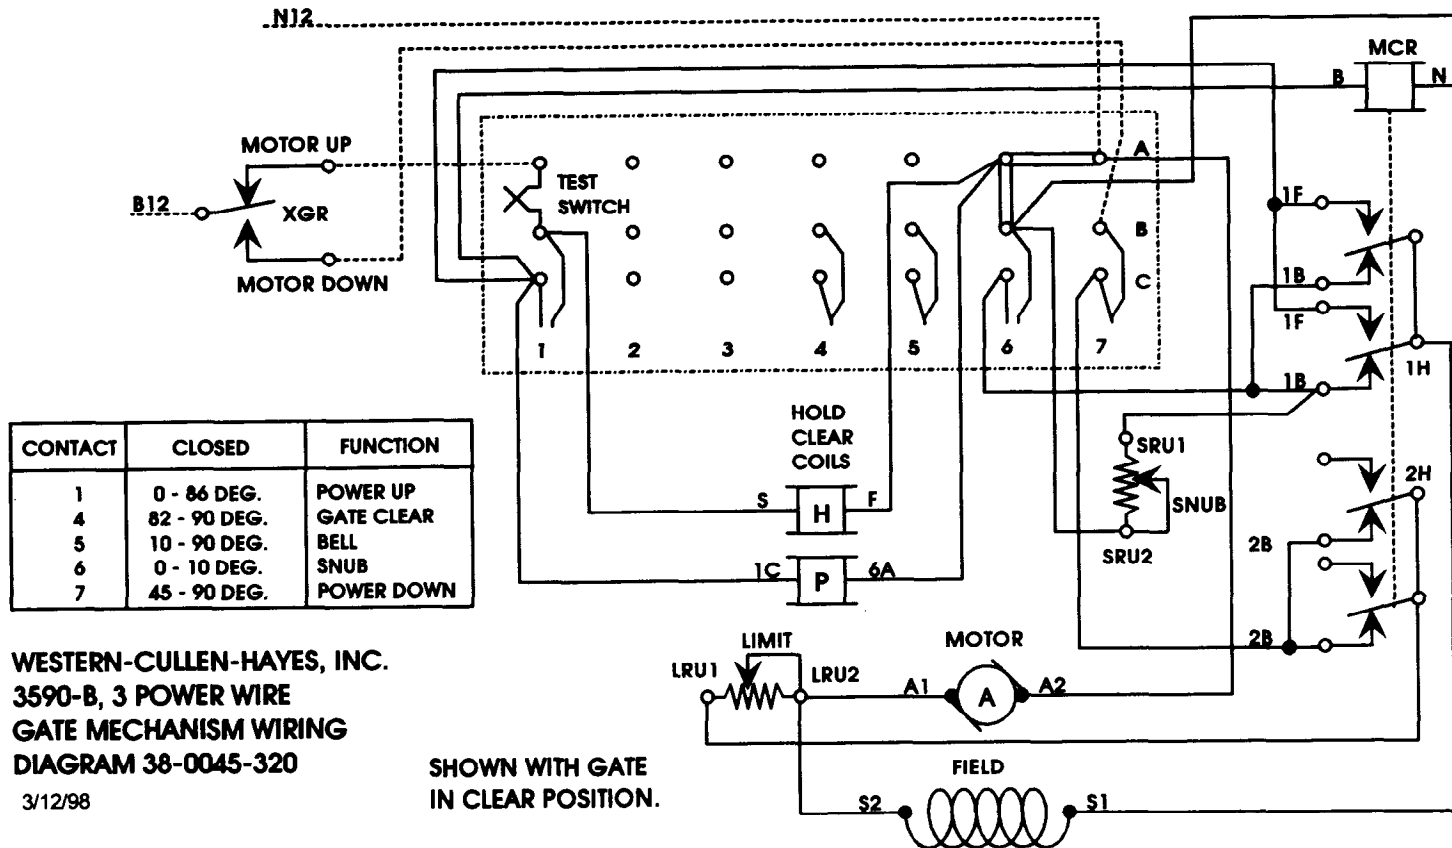 N12
MCR
B
N
MOTOR UP
A
TEST
SWITCH
B12
XGR
1F
B
MOTOR DOWN
C
1B
1F
1 2 3 4 5 6 7
1H
1B
HOLD
CLEAR
COILS
SRU1
CONTACT CLOSED FUNCTION
1 0 - 86 DEG. POWER UP
4 82 - 90 DEG. GATE CLEAR
5 10 - 90 DEG. BELL
6 0 - 10 DEG. SNUB
7 45 - 90 DEG. POWER DOWN
2H
S H F
SNUB
2B
SRU2
1C P 6A
LIMIT
MOTOR
2B
LRU1
LRU2
A1 A A2
WESTERN-CULLEN-HAYES, INC.
3590-B, 3 POWER WIRE
GATE MECHANISM WIRING
DIAGRAM 38-0045-320
3/12/98
SHOWN WITH GATE
IN CLEAR POSITION.
FIELD
S2
S1